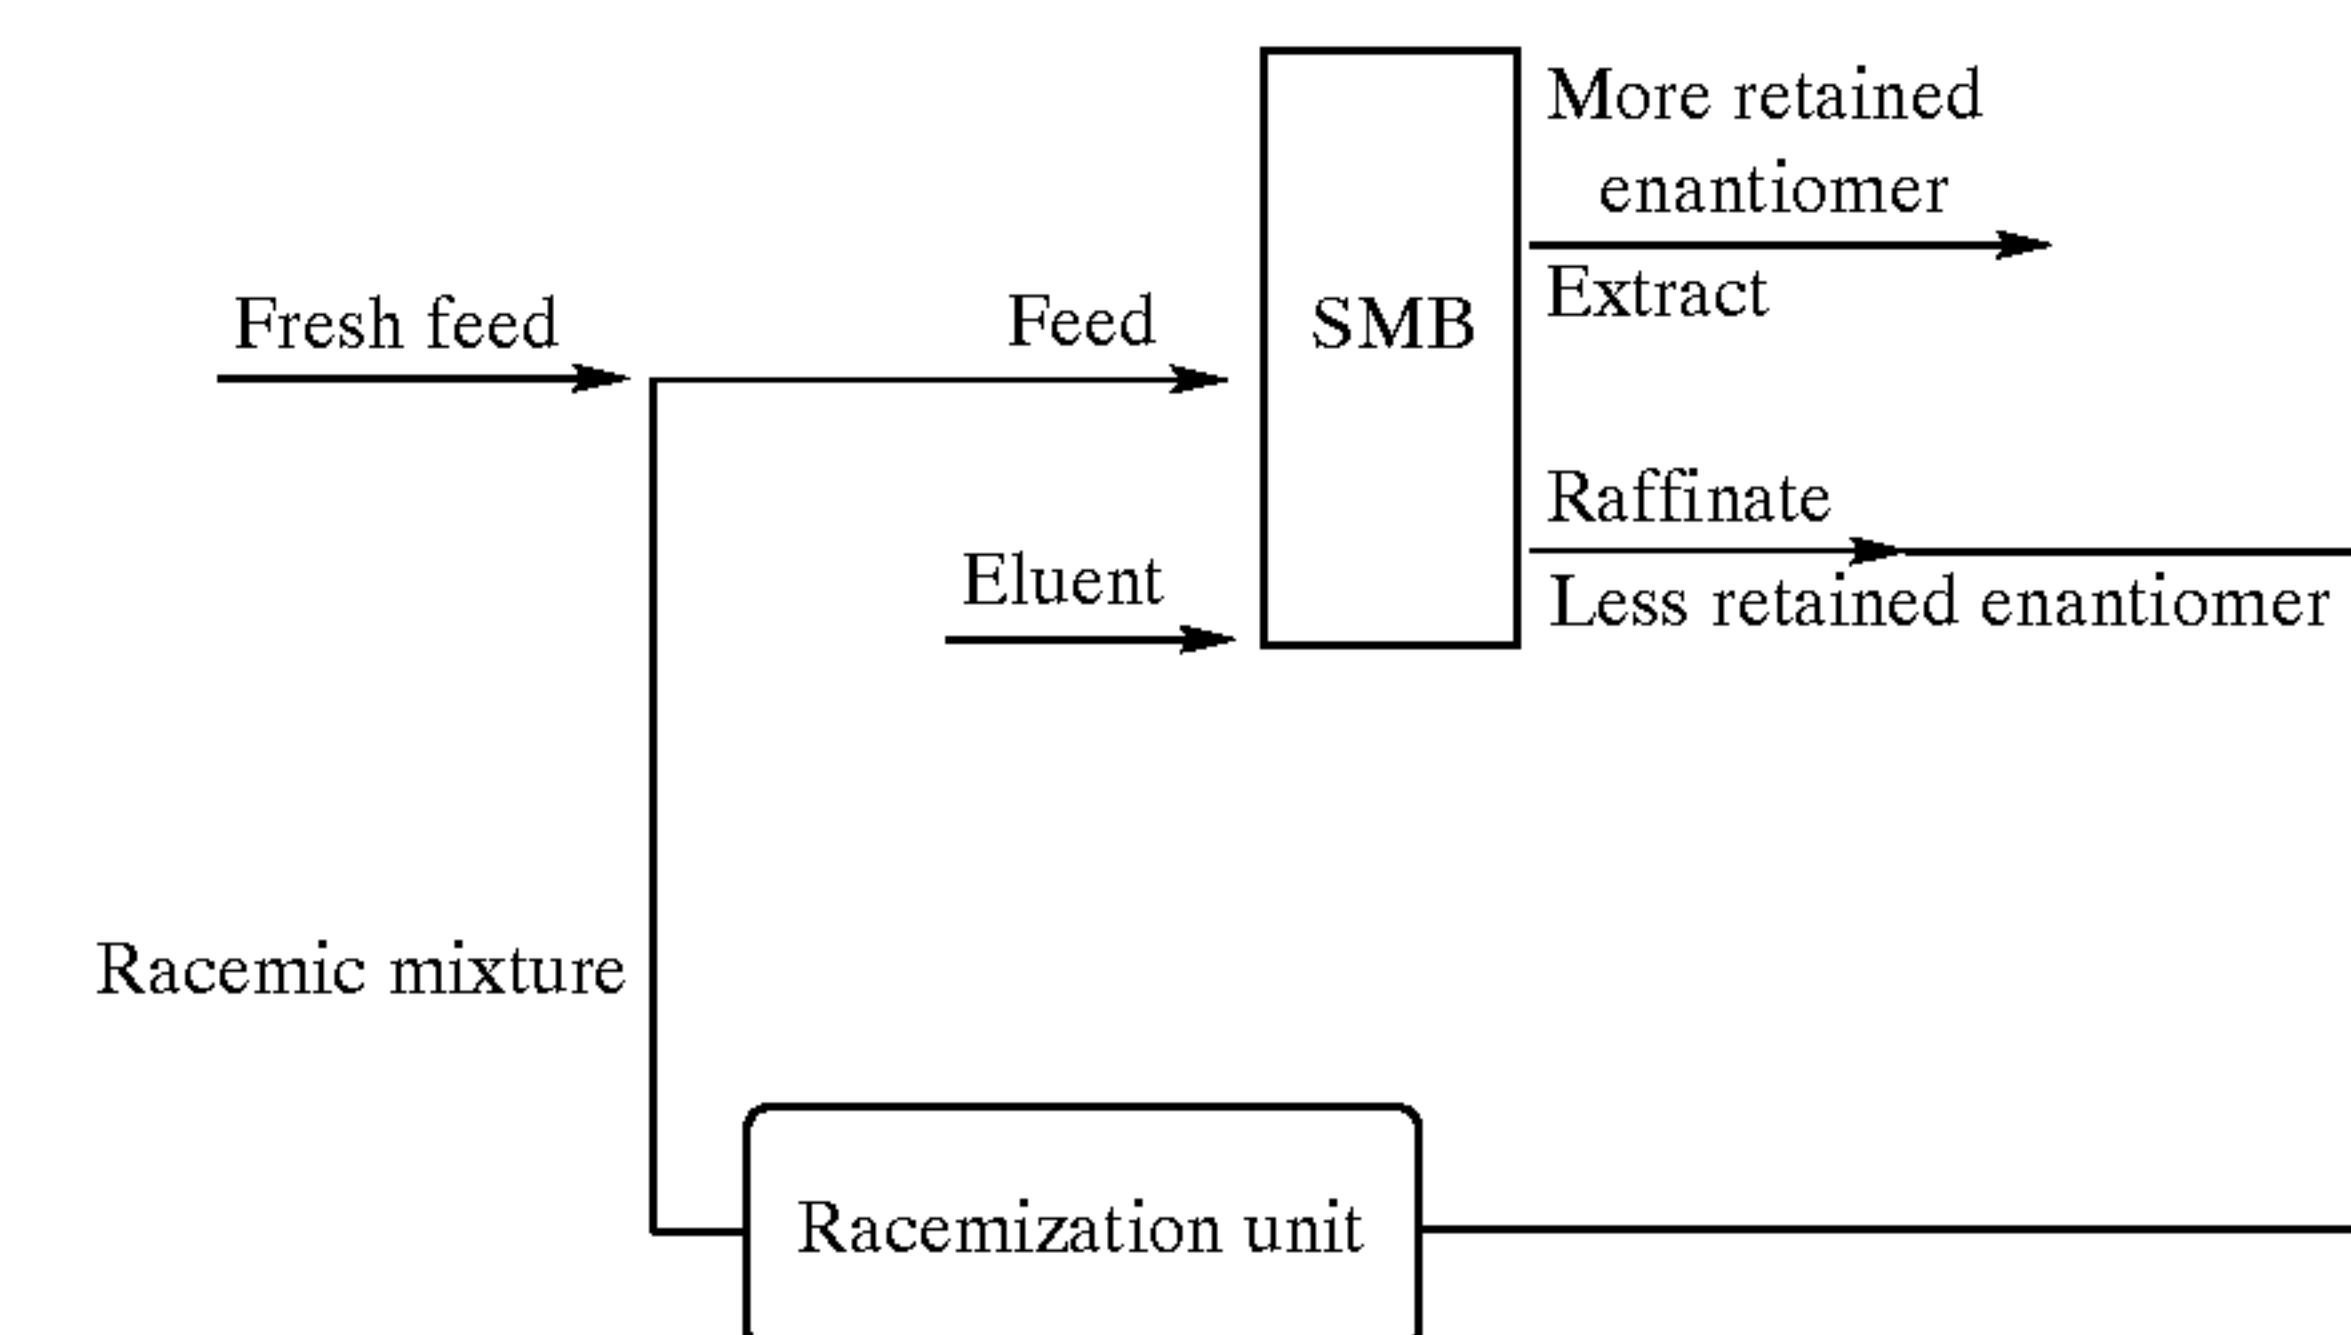 More retained
enantiomer
Extract
Fresh feed
Feed
SMB
Raffinate
Less retained enantiomer
Eluent
Racemic mixture
Racemization unit